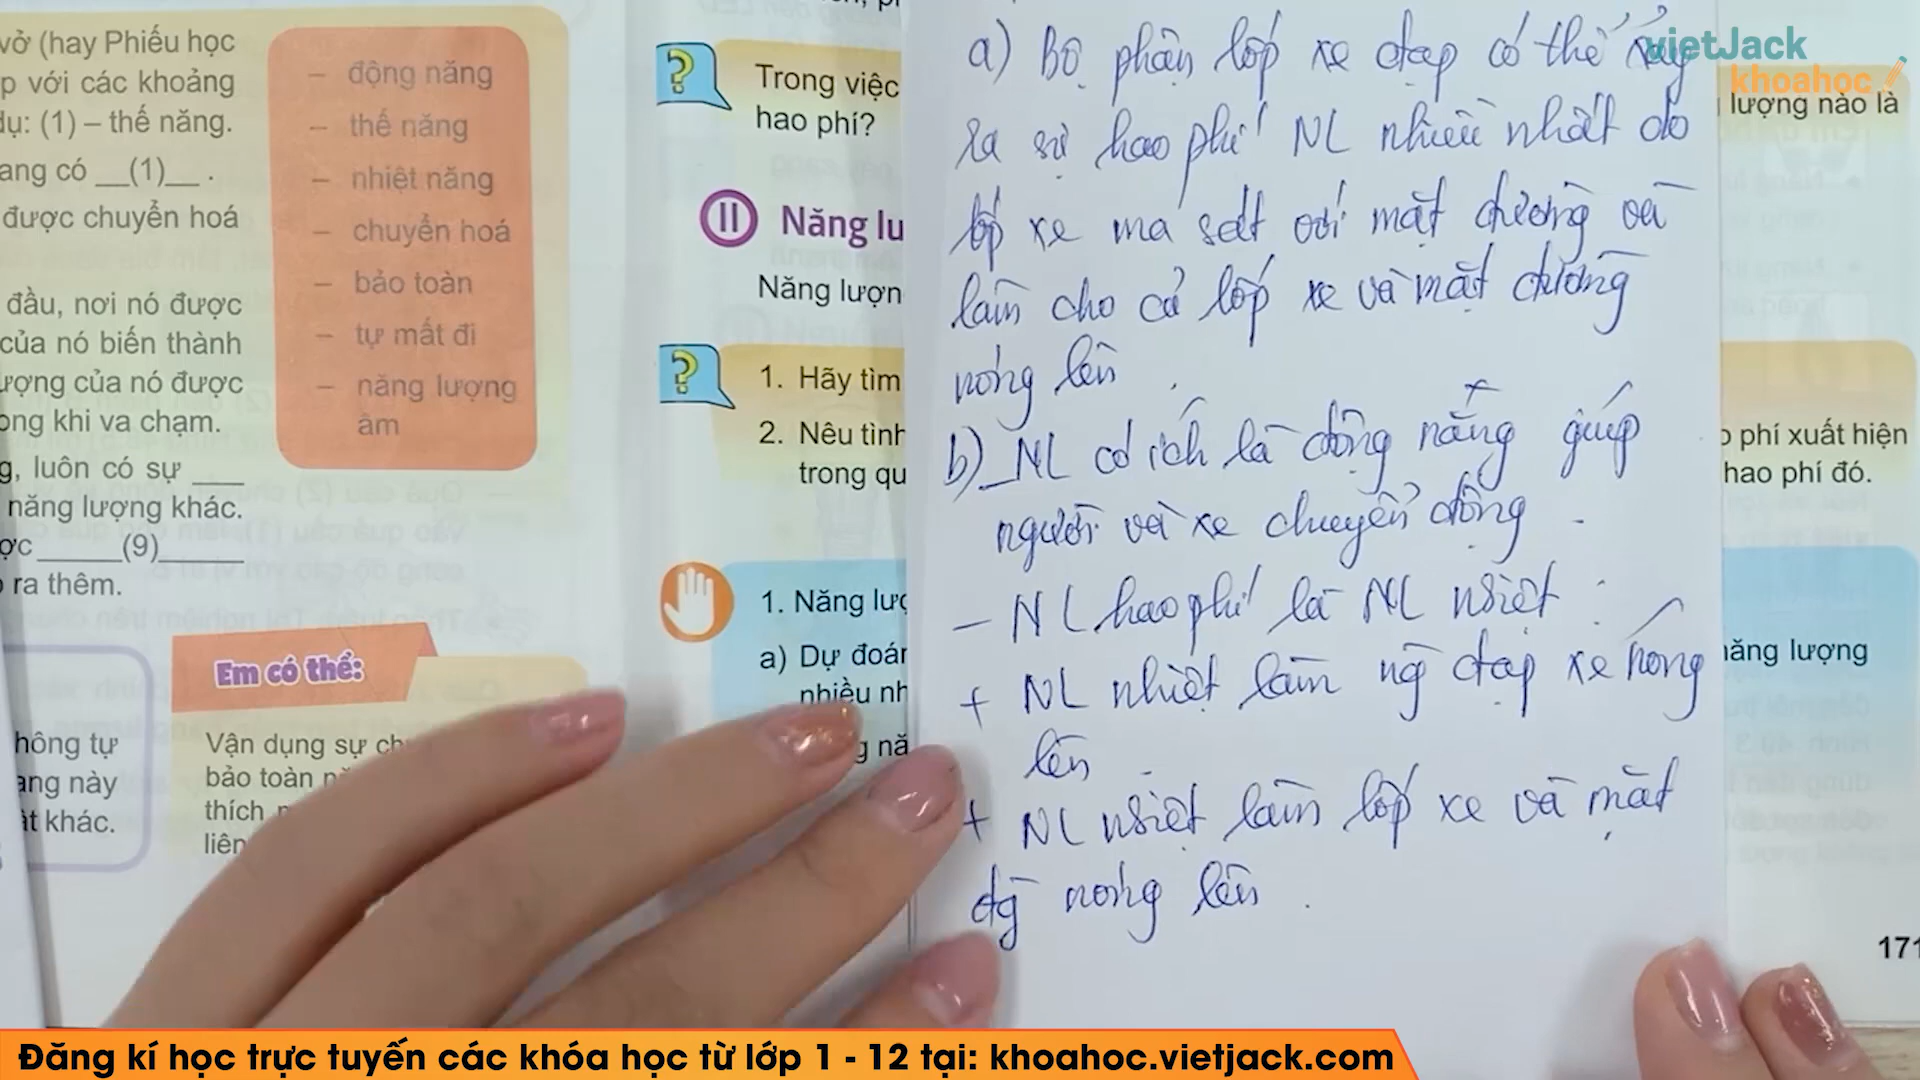 vở (hay Phiếu học
p với các khoảng
dụ: (1) – thế năng.
ang có __(1)__ .
được chuyển hoá
đầu, nơi nó được
của nó biến thành
ượng của nó được
ong khi va chạm.
g, luôn có sự ___
năng lượng khác.
ợc_____(9)_____
ra thêm.
– động năng
– thế năng
– nhiệt năng
– chuyển hoá
– bảo toàn
– tự mất đi
– năng lượng
âm
Em có thể:
hông tự
ang này
ật khác.
Vận dụng sự ch
bảo toàn
thích
liên
?
Trong việc
hao phí?
II Năng lư
Năng lượn
?
1. Hãy tìm
2. Nêu tình
trong qu
1. Năng lượ
a) Dự đoán
nhiều nh
g nă
a) Bộ phận lốp xe đạp có thể xảy
ra sự hao phí NL nhiều nhất do
lốp xe ma sát với mặt đường và
làm cho cả lốp xe và mặt đường
nóng lên.
b) – NL có ích là động năng giúp
người và xe chuyển động.
– NL hao phí là NL nhiệt:
+ NL nhiệt làm ng đạp xe nóng
lên.
+ NL nhiệt làm lốp xe và mặt
đg nóng lên.
vietJack
khoahoc
lượng nào là
phí xuất hiện
hao phí đó.
năng lượng
171
Đăng kí học trực tuyến các khóa học từ lớp 1 - 12 tại: khoahoc.vietjack.com